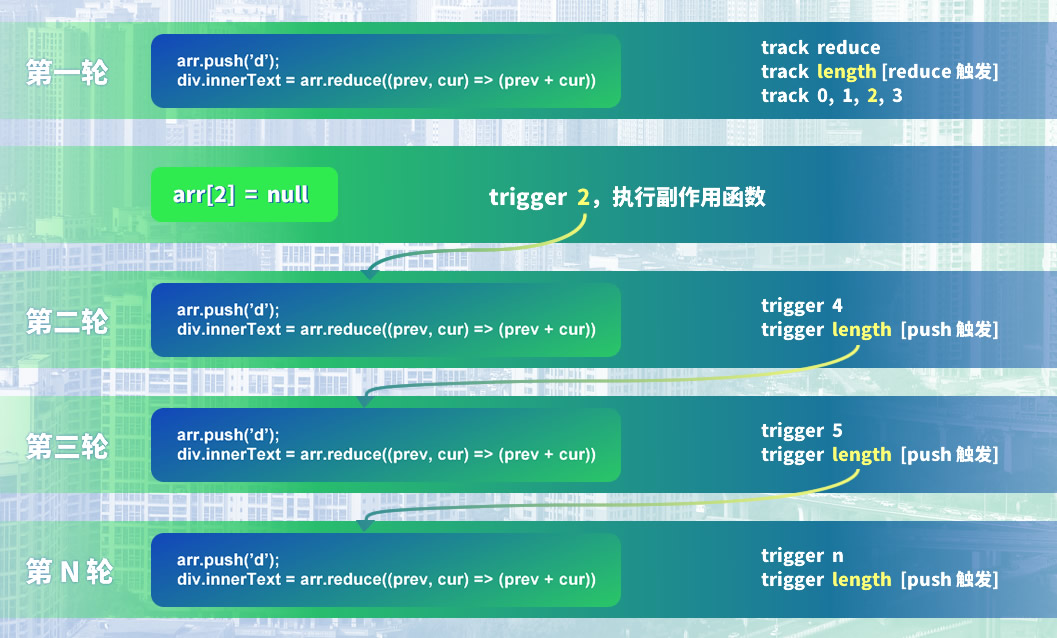 第一轮
arr.push('d');
div.innerText = arr.reduce((prev, cur) => (prev + cur))
track reduce
track length [reduce 触发]
track 0, 1, 2, 3
arr[2] = null
trigger 2，执行副作用函数
第二轮
arr.push('d');
div.innerText = arr.reduce((prev, cur) => (prev + cur))
trigger 4
trigger length [push 触发]
第三轮
arr.push('d');
div.innerText = arr.reduce((prev, cur) => (prev + cur))
trigger 5
trigger length [push 触发]
第 N 轮
arr.push('d');
div.innerText = arr.reduce((prev, cur) => (prev + cur))
trigger n
trigger length [push 触发]